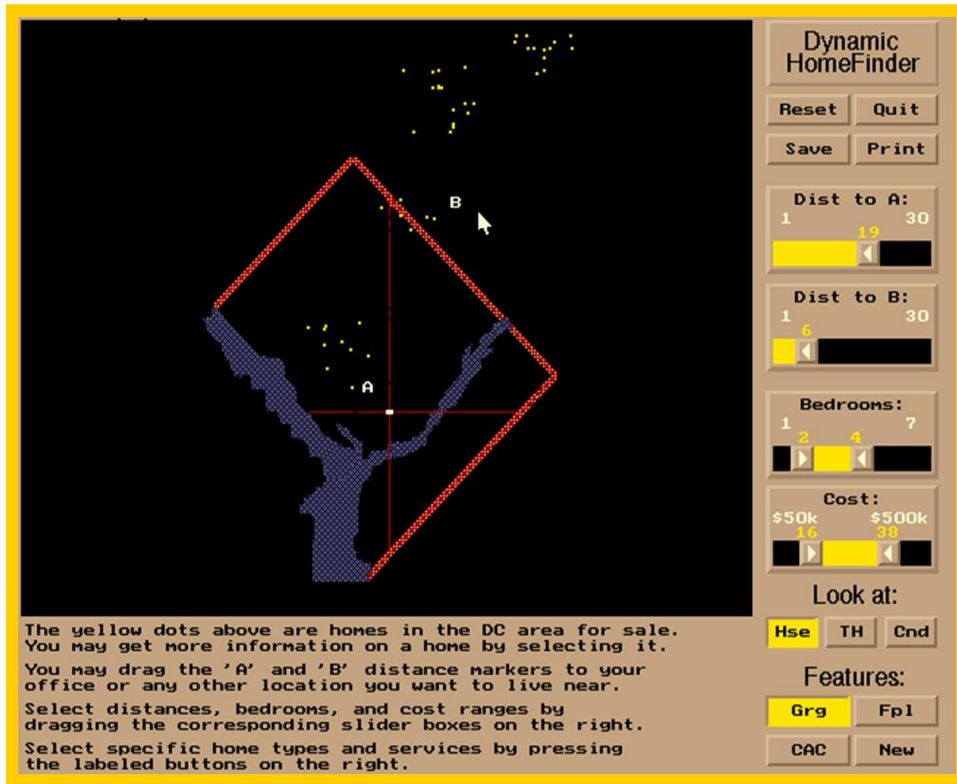 Dynamic
HomeFinder
Reset Quit
Save Print
Dist to A:
1 30
19
Dist to B:
1 30
6
Bedrooms:
1 7
2 4
Cost:
$50k $500k
16 38
Look at:
Hse TH Cnd
Features:
Grg Fpl
CAC New
B
A
The yellow dots above are homes in the DC area for sale.
You may get more information on a home by selecting it.
You may drag the 'A' and 'B' distance markers to your
office or any other location you want to live near.
Select distances, bedrooms, and cost ranges by
dragging the corresponding slider boxes on the right.
Select specific home types and services by pressing
the labeled buttons on the right.